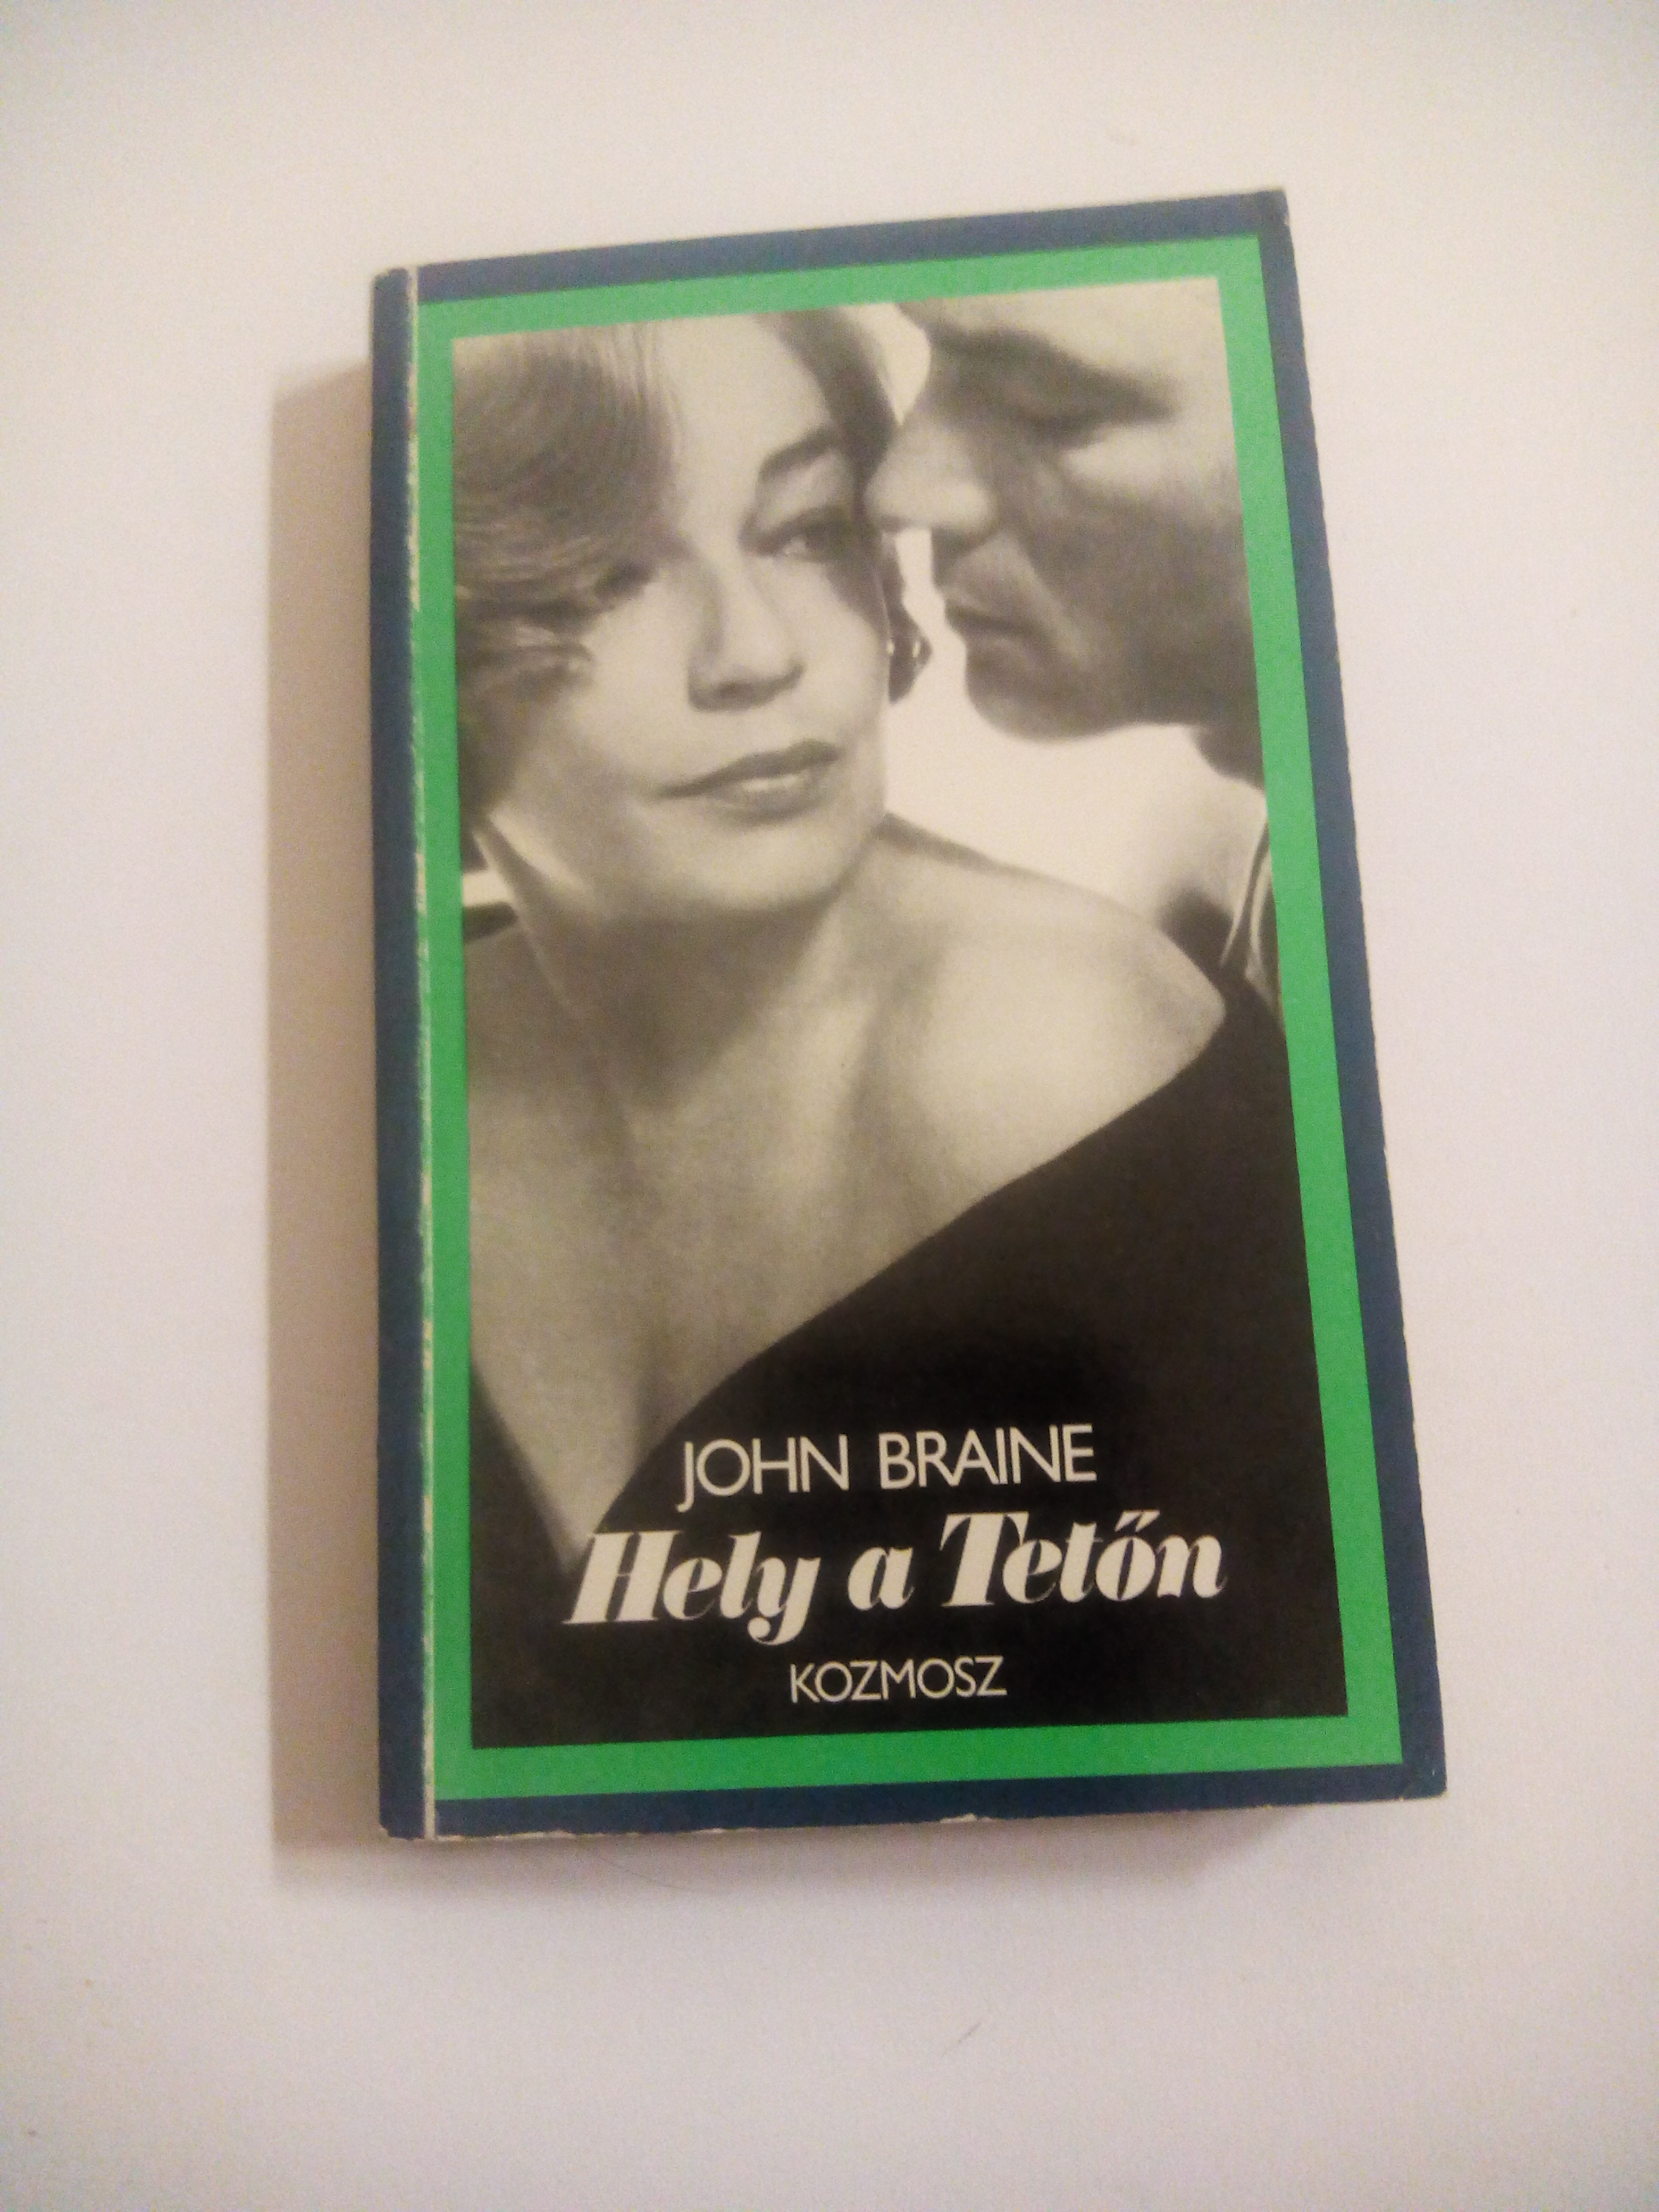 JOHN BRAINE
Hely a Tetőn
KOZMOSZ